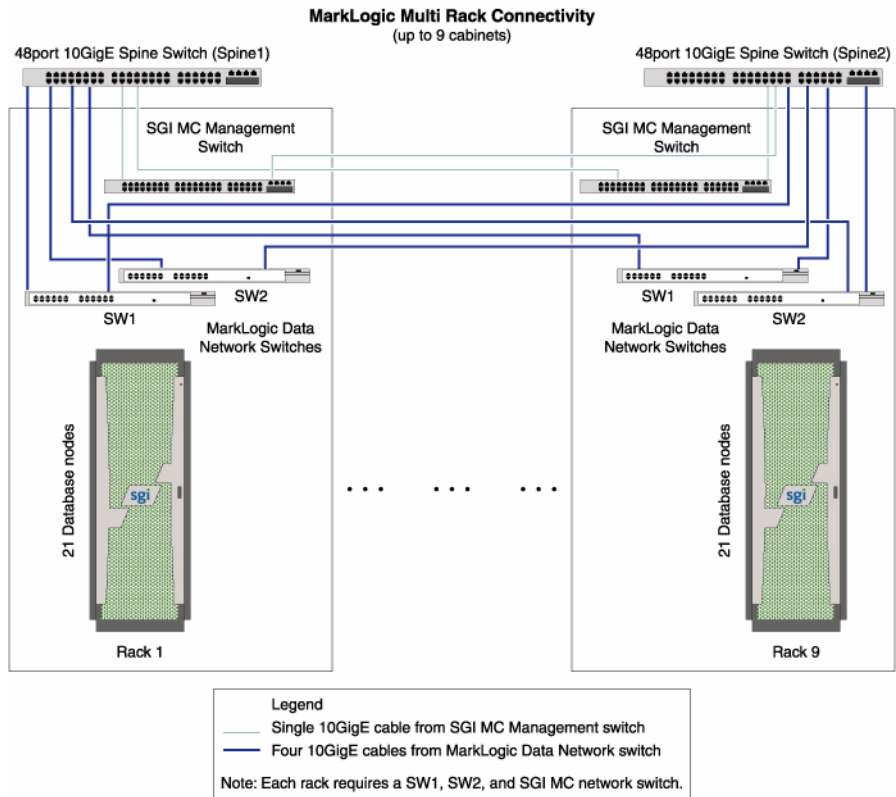 MarkLogic Multi Rack Connectivity
(up to 9 cabinets)
48port 10GigE Spine Switch (Spine1)
48port 10GigE Spine Switch (Spine2)
SGI MC Management
Switch
SGI MC Management
Switch
SW2
SW1
MarkLogic Data
Network Switches
SW1
SW2
MarkLogic Data
Network Switches
21 Database nodes
sgi
Rack 1
21 Database nodes
sgi
Rack 9
Legend
Single 10GigE cable from SGI MC Management switch
Four 10GigE cables from MarkLogic Data Network switch
Note: Each rack requires a SW1, SW2, and SGI MC network switch.